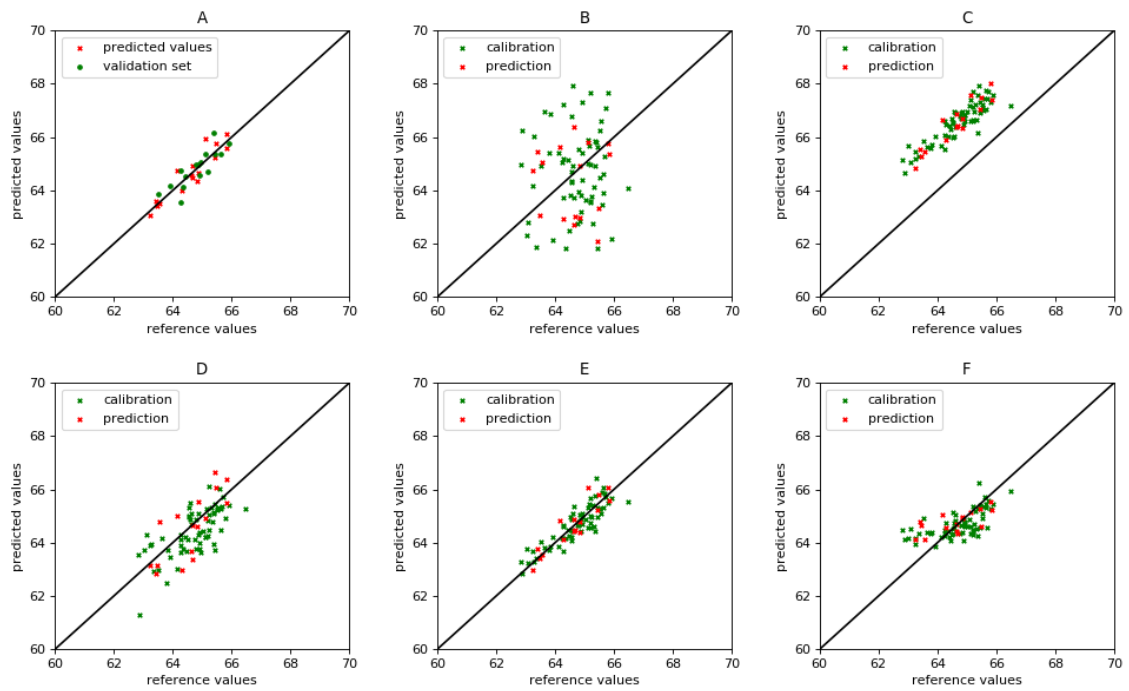 A
70
68
66
64
62
60
60
62
64
66
68
70
predicted values
reference values
predicted values
validation set
B
70
68
66
64
62
60
60
62
64
66
68
70
predicted values
reference values
calibration
prediction
C
70
68
66
64
62
60
60
62
64
66
68
70
predicted values
reference values
calibration
prediction
D
70
68
66
64
62
60
60
62
64
66
68
70
predicted values
reference values
calibration
prediction
E
70
68
66
64
62
60
60
62
64
66
68
70
predicted values
reference values
calibration
prediction
F
70
68
66
64
62
60
60
62
64
66
68
70
predicted values
reference values
calibration
prediction